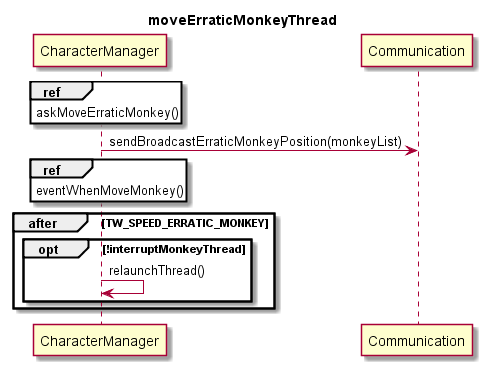 moveErraticMonkeyThread
CharacterManager Communication
ref
askMoveErraticMonkey()
sendBroadcastErraticMonkeyPosition(monkeyList)
ref
eventWhenMoveMonkey()
after [TW_SPEED_ERRATIC_MONKEY]
opt [!interruptMonkeyThread]
relaunchThread()
CharacterManager Communication